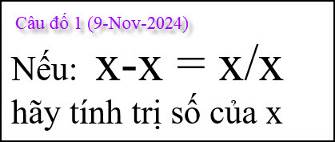 Câu đố 1 (9-Nov-2024)
Nếu: x-x = x/x
hãy tính trị số của x